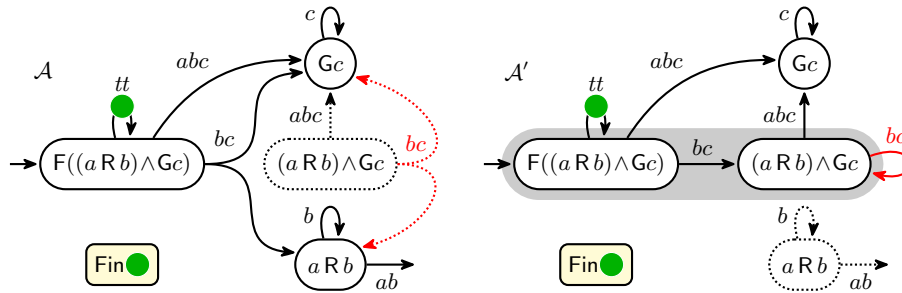 𝒜
tt
F((a R b)∧Gc)
abc
bc
c
Gc
abc
(a R b)∧Gc
bc
b
a R b
ab
Fin
𝒜′
tt
F((a R b)∧Gc)
abc
bc
c
Gc
abc
(a R b)∧Gc
bc
b
a R b
ab
Fin